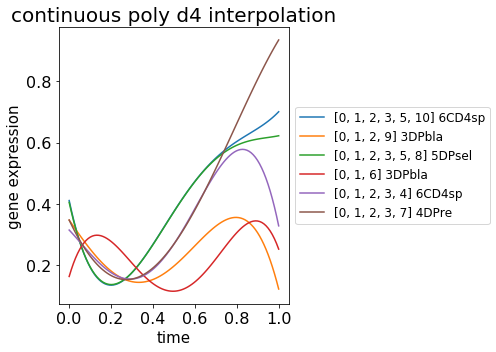 continuous poly d4 interpolation
gene expression
0.8
0.6
0.4
0.2
0.0 0.2 0.4 0.6 0.8 1.0
time
[0, 1, 2, 3, 5, 10] 6CD4sp
[0, 1, 2, 9] 3DPbla
[0, 1, 2, 3, 5, 8] 5DPsel
[0, 1, 6] 3DPbla
[0, 1, 2, 3, 4] 6CD4sp
[0, 1, 2, 3, 7] 4DPre